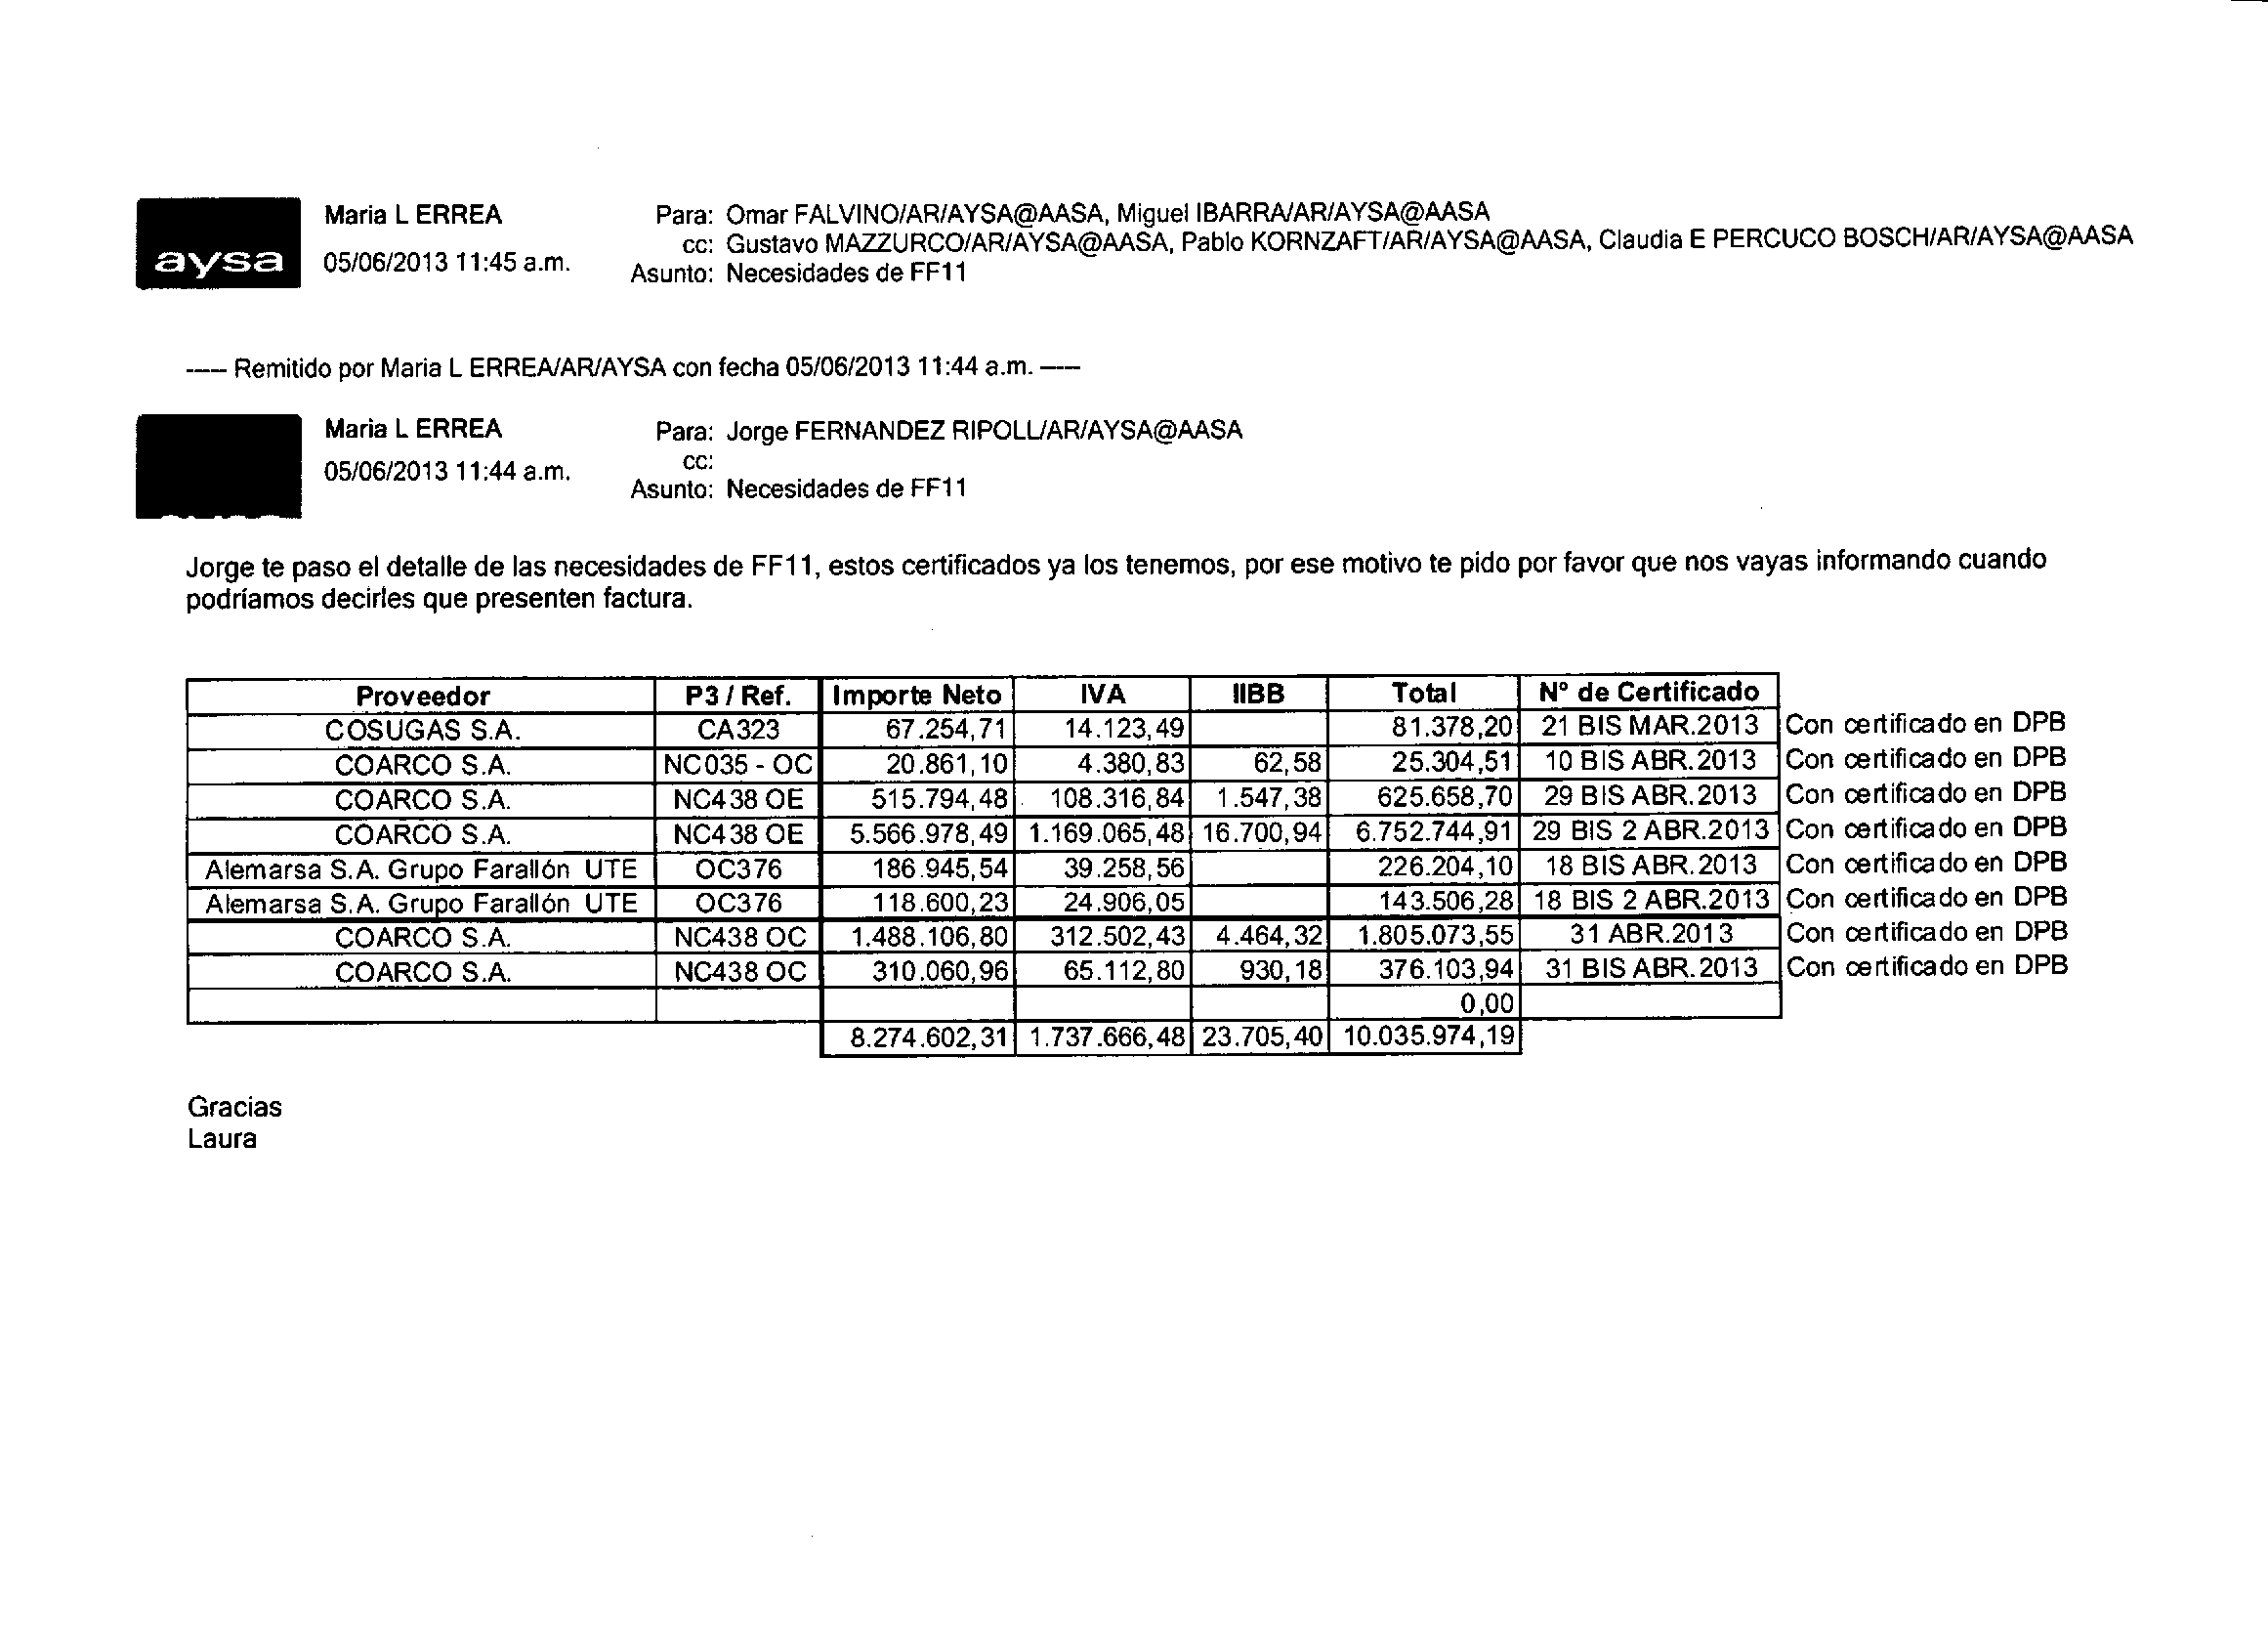 Maria L ERREA
Para: Omar FALVINO/AR/AYSA@AASA, Miguel IBARRA/AR/AYSA@AASA
cc: Gustavo MAZZURCO/AR/AYSA@AASA, Pablo KORNZAFT/AR/AYSA@AASA, Claudia E PERCUCO BOSCH/AR/AYSA@AASA
aysa
05/06/2013 11:45 a.m.
Asunto: Necesidades de FF11
---- Remitido por Maria L ERREA/AR/AYSA con fecha 05/06/2013 11:44 a.m. ----
Maria L ERREA
Para: Jorge FERNANDEZ RIPOLL/AR/AYSA@AASA
cc:
05/06/2013 11:44 a.m.
Asunto: Necesidades de FF11
Jorge te paso el detalle de las necesidades de FF11, estos certificados ya los tenemos, por ese motivo te pido por favor que nos vayas informando cuando
podríamos decirles que presenten factura.
Proveedor P3 / Ref. Importe Neto IVA IIBB Total N° de Certificado
COSUGAS S.A. CA323 67.254,71 14.123,49 81.378,20 21 BIS MAR.2013 Con certificado en DPB
COARCO S.A. NC035 - OC 20.861,10 4.380,83 62,58 25.304,51 10 BIS ABR.2013 Con certificado en DPB
COARCO S.A. NC438 OE 515.794,48 108.316,84 1.547,38 625.658,70 29 BIS ABR.2013 Con certificado en DPB
COARCO S.A. NC438 OE 5.566.978,49 1.169.065,48 16.700,94 6.752.744,91 29 BIS 2 ABR.2013 Con certificado en DPB
Alemarsa S.A. Grupo Farallón UTE OC376 186.945,54 39.258,56 226.204,10 18 BIS ABR.2013 Con certificado en DPB
Alemarsa S.A. Grupo Farallón UTE OC376 118.600,23 24.906,05 143.506,28 18 BIS 2 ABR.2013 Con certificado en DPB
COARCO S.A. NC438 OC 1.488.106,80 312.502,43 4.464,32 1.805.073,55 31 ABR.2013 Con certificado en DPB
COARCO S.A. NC438 OC 310.060,96 65.112,80 930,18 376.103,94 31 BIS ABR.2013 Con certificado en DPB
0,00
8.274.602,31 1.737.666,48 23.705,40 10.035.974,19
Gracias
Laura